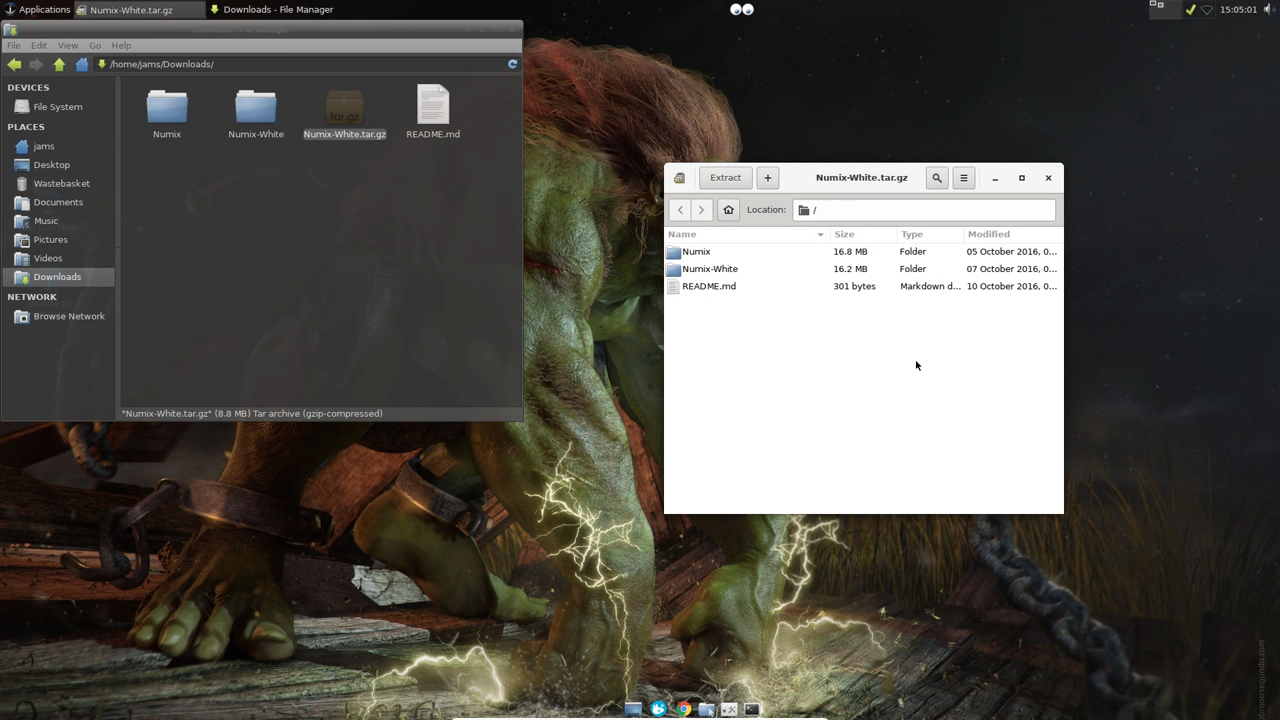 Applications
Numix-White.tar.gz
Downloads - File Manager
15:05:01
File Edit View Go Help
/home/jams/Downloads/
DEVICES
File System
PLACES
jams
Desktop
Wastebasket
Documents
Music
Pictures
Videos
Downloads
NETWORK
Browse Network
tar.gz
Numix
Numix-White
Numix-White.tar.gz
README.md
"Numix-White.tar.gz" (8.8 MB) Tar archive (gzip-compressed)
Extract
Numix-White.tar.gz
Location: /
Name Size Type Modified
Numix 16.8 MB Folder 05 October 2016, 0...
Numix-White 16.2 MB Folder 07 October 2016, 0...
README.md 301 bytes Markdown d... 10 October 2016, 0...